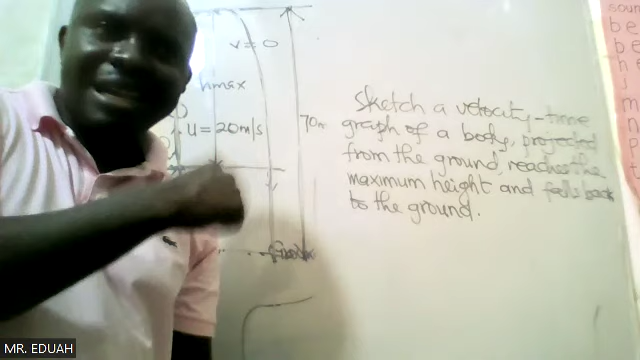 v = 0
hmax
u = 20m/s
70m
Sketch a velocity-time
graph of a body, projected
from the ground, reaches the
maximum height and falls back
to the ground.
MR. EDUAH